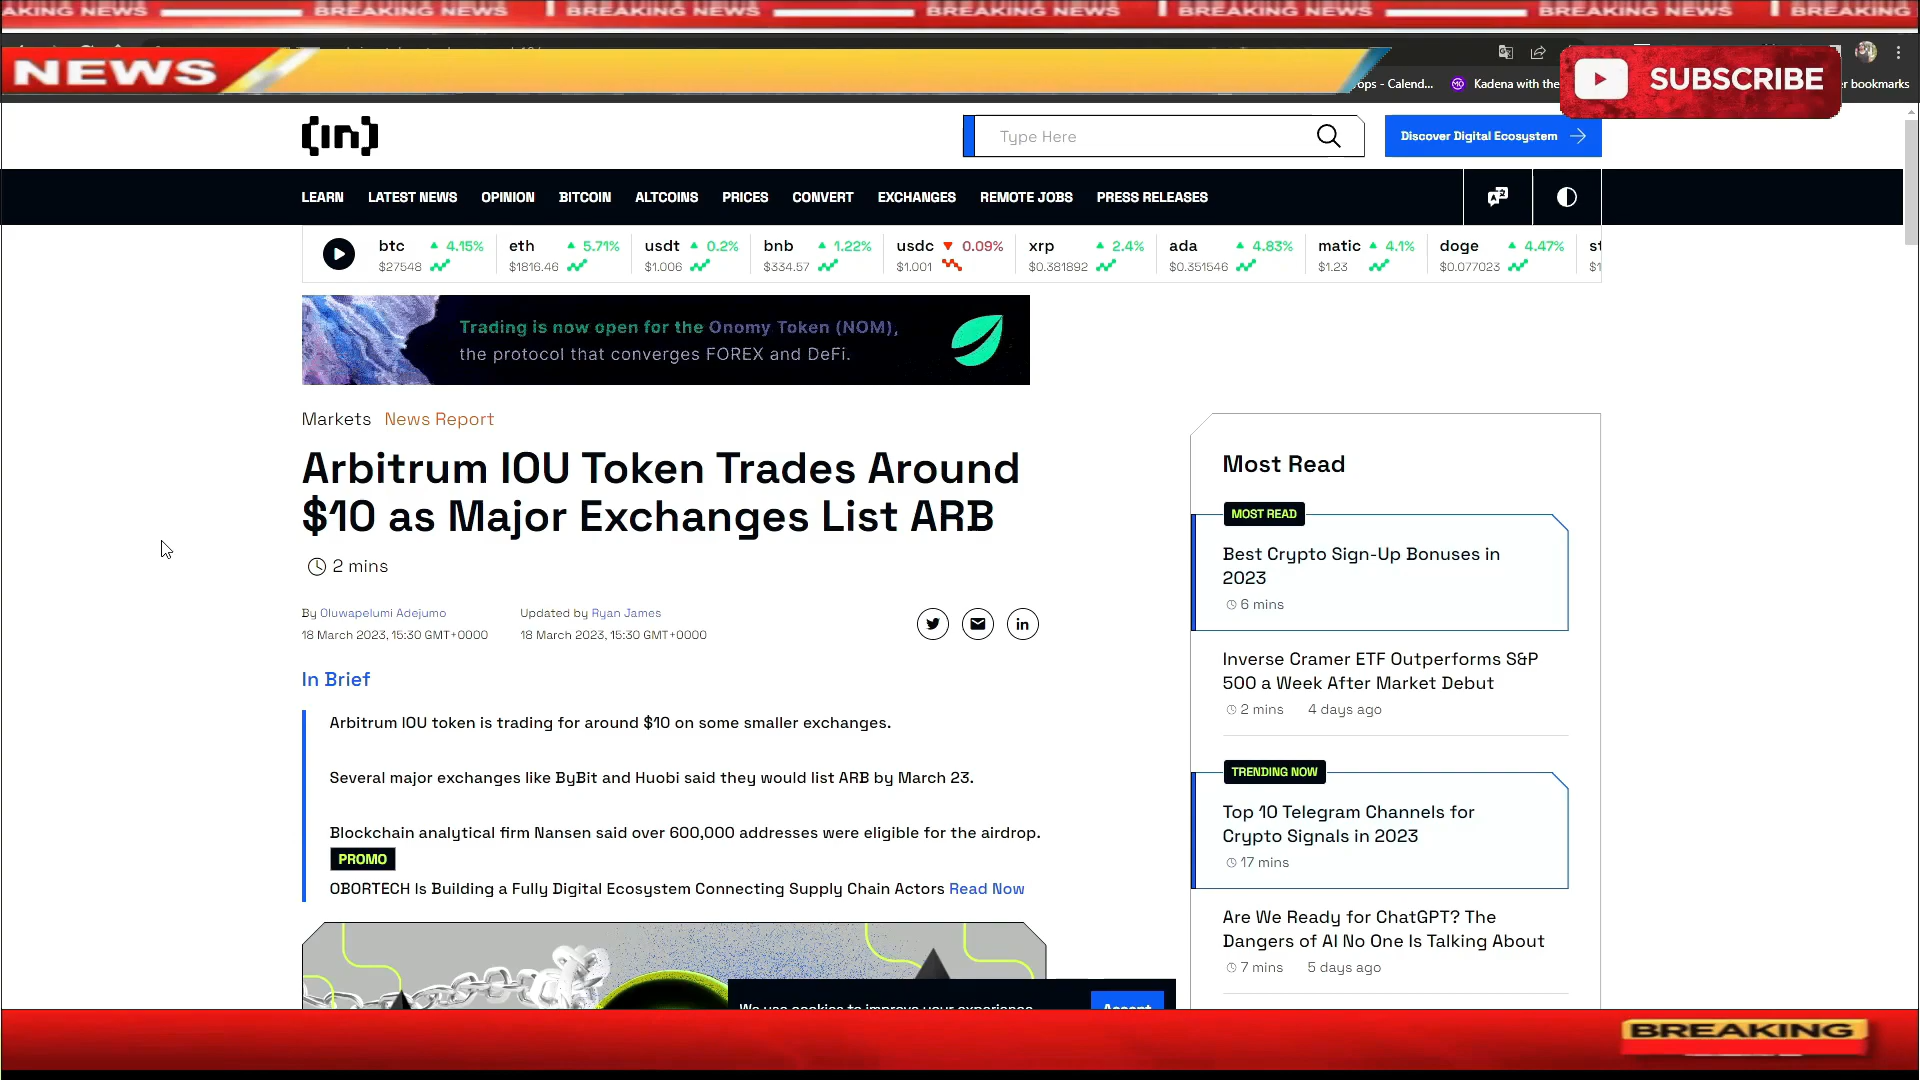 AKING NEWS BREAKING NEWS BREAKING NEWS BREAKING NEWS BREAKING NEWS BREAKING NEWS BREAKING
NEWS
ops - Calend...
Kadena with the
r bookmarks
SUBSCRIBE
[in]
Type Here
Discover Digital Ecosystem
LEARN LATEST NEWS OPINION BITCOIN ALTCOINS PRICES CONVERT EXCHANGES REMOTE JOBS PRESS RELEASES
btc 4.15% eth 5.71% usdt 0.2% bnb 1.22% usdc 0.09% xrp 2.4% ada 4.83% matic 4.1% doge 4.47% st
$27548 $1816.46 $1.006 $334.57 $1.001 $0.381892 $0.351546 $1.23 $0.077023 $1
Trading is now open for the Onomy Token (NOM),
the protocol that converges FOREX and DeFi.
Markets News Report
Arbitrum IOU Token Trades Around
$10 as Major Exchanges List ARB
2 mins
By Oluwapelumi Adejumo
18 March 2023, 15:30 GMT+0000
Updated by Ryan James
18 March 2023, 15:30 GMT+0000
In Brief
Arbitrum IOU token is trading for around $10 on some smaller exchanges.
Several major exchanges like ByBit and Huobi said they would list ARB by March 23.
Blockchain analytical firm Nansen said over 600,000 addresses were eligible for the airdrop.
PROMO
OBORTECH Is Building a Fully Digital Ecosystem Connecting Supply Chain Actors Read Now
We use cookies to improve your experience
Accept
Most Read
MOST READ
Best Crypto Sign-Up Bonuses in
2023
6 mins
Inverse Cramer ETF Outperforms S&P
500 a Week After Market Debut
2 mins 4 days ago
TRENDING NOW
Top 10 Telegram Channels for
Crypto Signals in 2023
17 mins
Are We Ready for ChatGPT? The
Dangers of AI No One Is Talking About
7 mins 5 days ago
BREAKING